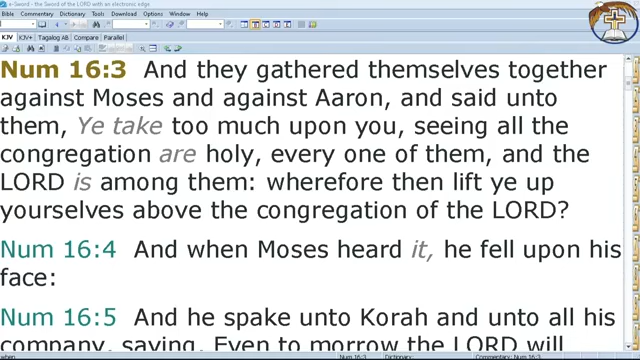 e-Sword - the Sword of the LORD with an electronic edge
Bible Commentary Dictionary Tools Download Options Window Help
KJV KJV+ Tagalog AB Compare Parallel
Num 16:3 And they gathered themselves together
against Moses and against Aaron, and said unto
them, Ye take too much upon you, seeing all the
congregation are holy, every one of them, and the
LORD is among them: wherefore then lift ye up
yourselves above the congregation of the LORD?
Num 16:4 And when Moses heard it, he fell upon his
face:
Num 16:5 And he spake unto Korah and unto all his
company, saying, Even to morrow the LORD will
when Num 16:3 Dictionary: Commentary: Num 16:3